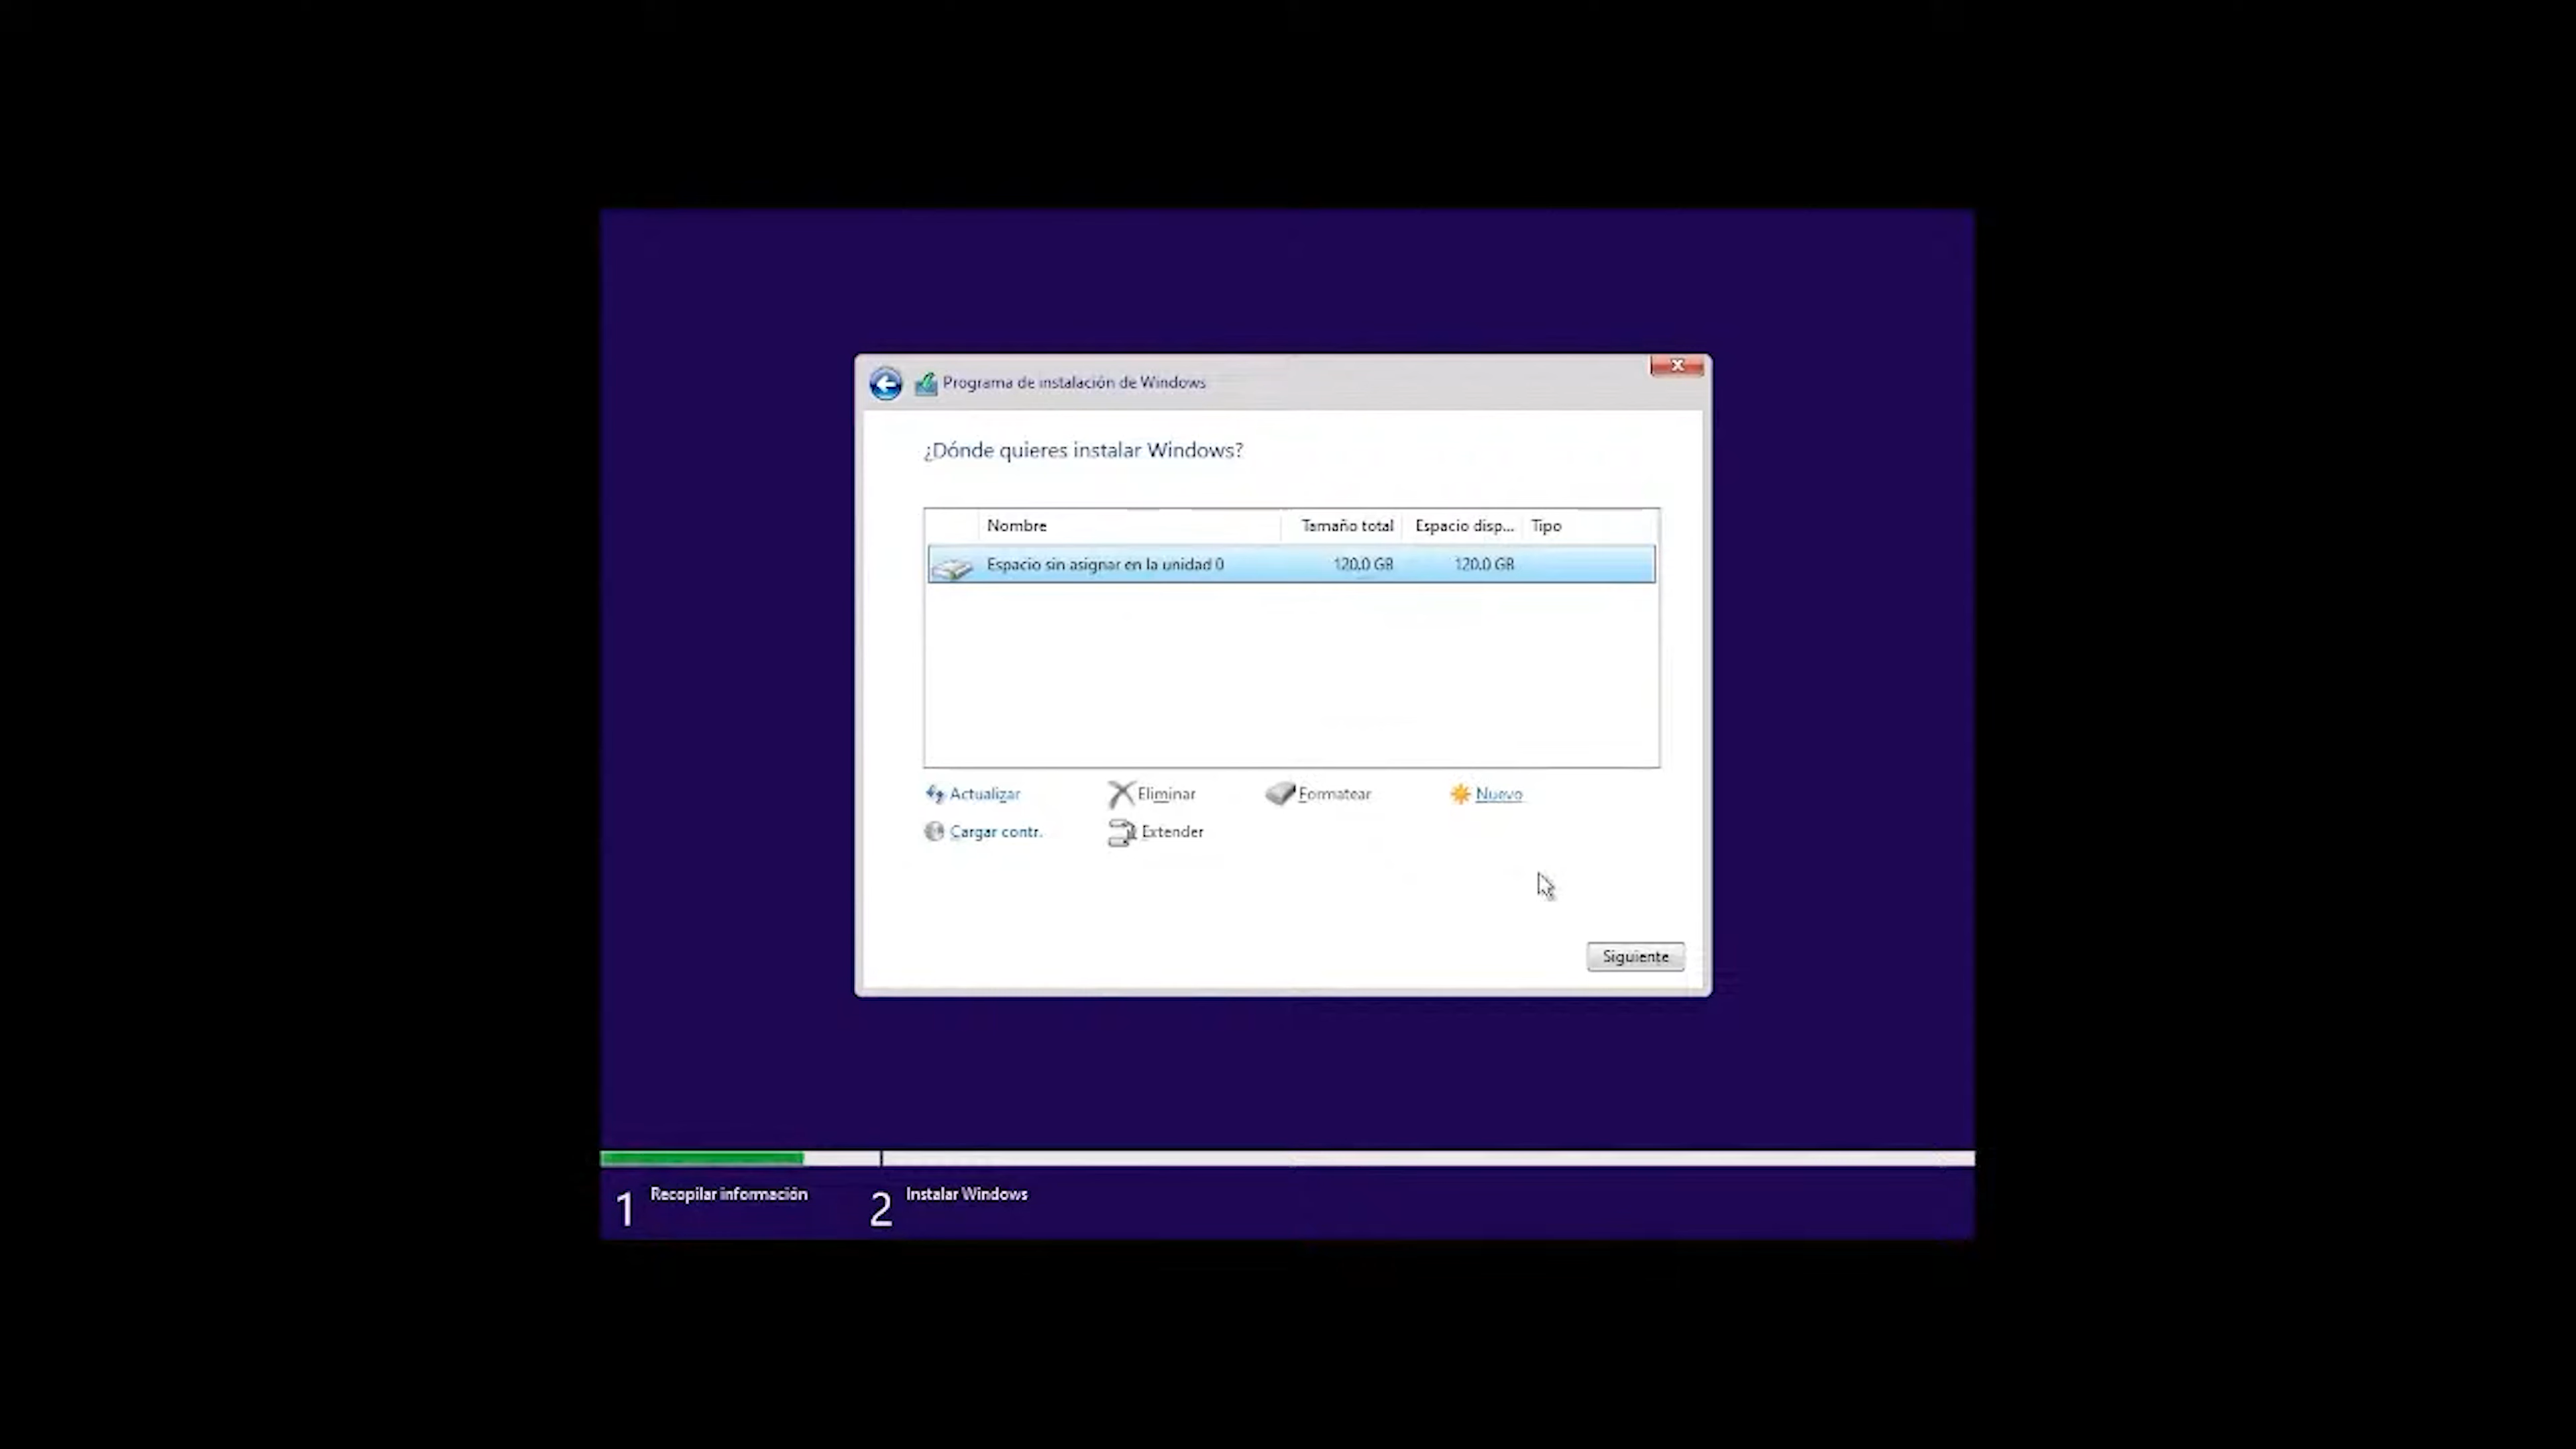 Programa de instalación de Windows
¿Dónde quieres instalar Windows?
Nombre Tamaño total Espacio disp... Tipo
Espacio sin asignar en la unidad 0 120.0 GB 120.0 GB
Actualizar Eliminar Formatear Nuevo
Cargar contr. Extender
Siguiente
1 Recopilar información 2 Instalar Windows